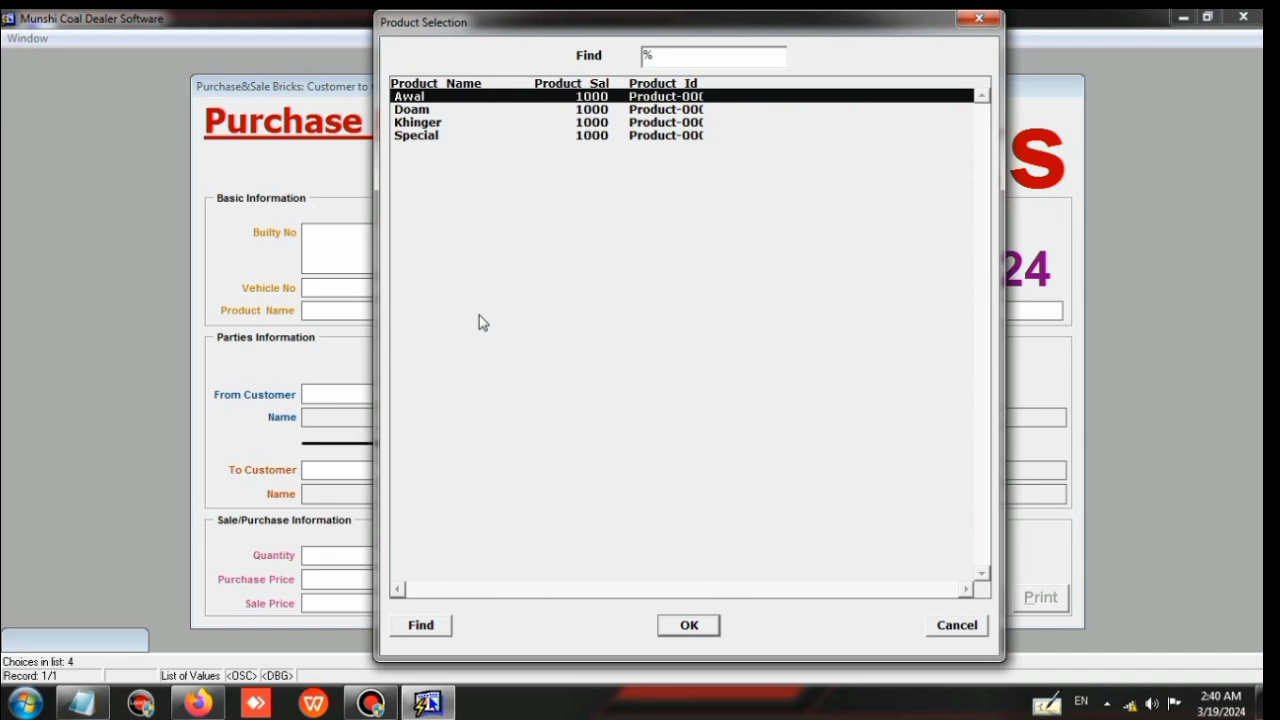 Munshi Coal Dealer Software
Window
Product Selection
Find %
Product Name Product Sal Product Id
Awal 1000 Product-00(
Doam 1000 Product-00(
Khinger 1000 Product-00(
Special 1000 Product-00(
Find
OK
Cancel
Purchase&Sale Bricks: Customer to
Purchase
s
24
Basic Information
Builty No
Vehicle No
Product Name
Parties Information
From Customer
Name
To Customer
Name
Sale/Purchase Information
Quantity
Purchase Price
Sale Price
Print
Choices in list: 4
Record: 1/1 List of Values <OSC> <DBG>
EN
2:40 AM
3/19/2024